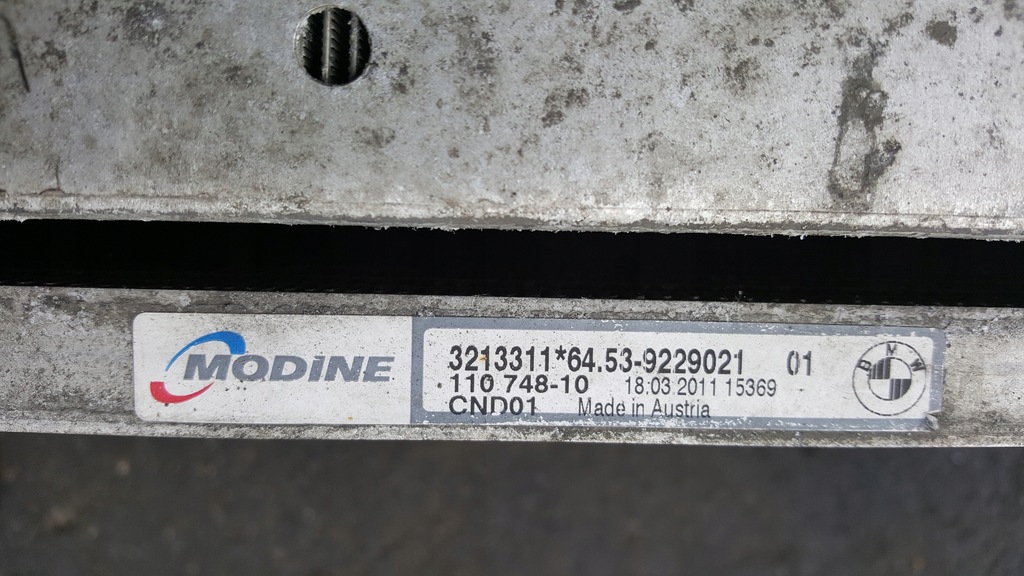 MODINE
3213311*64.53-9229021 01
110 748-10 18.03.2011 15369
CND01 Made in Austria
BMW